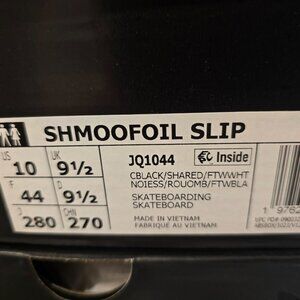 SHMOOFOIL SLIP
US 10 UK 9½
F 44 D 9½
J 280 CHN 270
JQ1044 Inside
CBLACK/SHARED/FTWWHT
NOIESS/ROUOMB/FTWBLA
SKATEBOARDING
SKATEBOARD
MADE IN VIETNAM
FABRIQUÉ AU VIETNAM